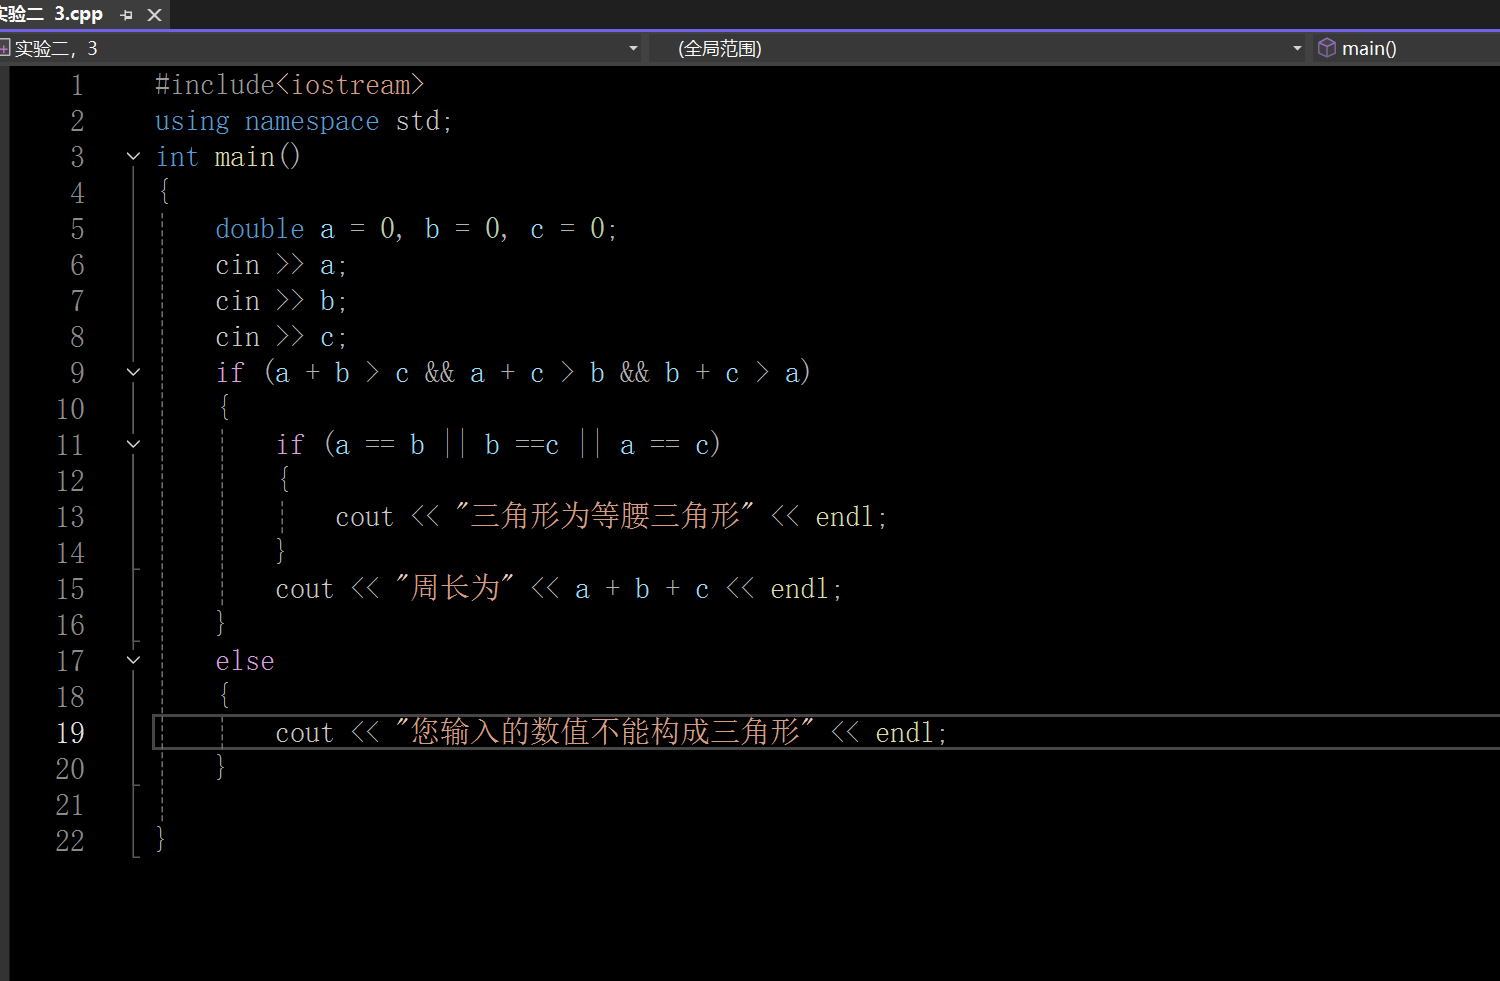 实验二 3.cpp
实验二，3 (全局范围) main()
1 #include<iostream>
2 using namespace std;
3 int main()
4 {
5 double a = 0, b = 0, c = 0;
6 cin >> a;
7 cin >> b;
8 cin >> c;
9 if (a + b > c && a + c > b && b + c > a)
10 {
11 if (a == b || b ==c || a == c)
12 {
13 cout << "三角形为等腰三角形" << endl;
14 }
15 cout << "周长为" << a + b + c << endl;
16 }
17 else
18 {
19 cout << "您输入的数值不能构成三角形" << endl;
20 }
21
22 }